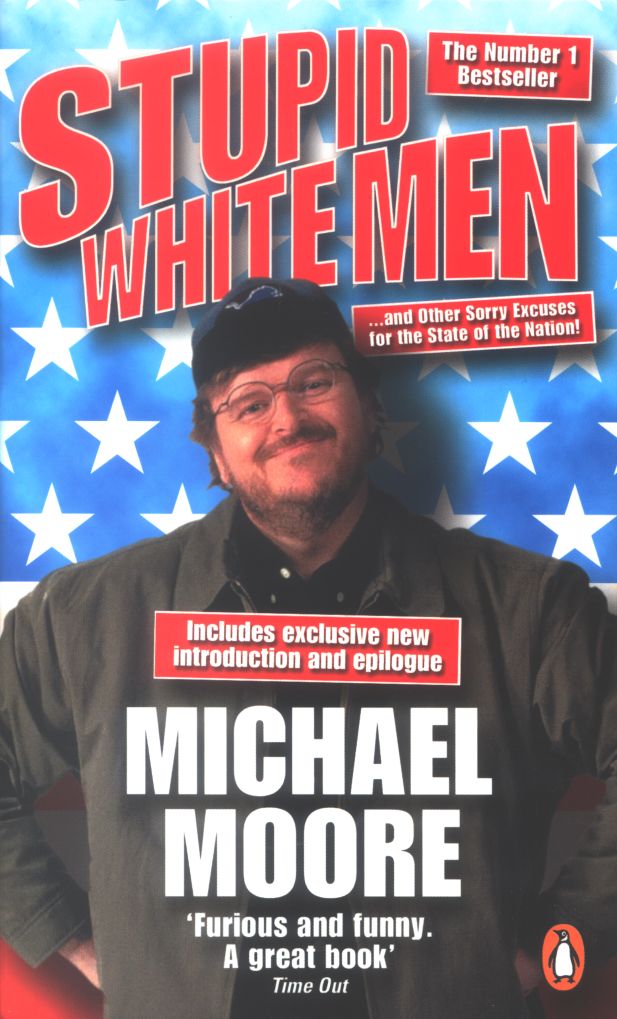 STUPID
WHITE MEN
The Number 1
Bestseller
...and Other Sorry Excuses
for the State of the Nation!
Includes exclusive new
introduction and epilogue
MICHAEL
MOORE
‘Furious and funny.
A great book’
Time Out